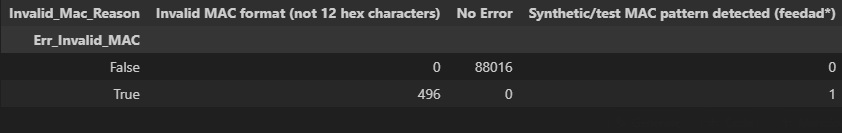 Invalid_Mac_Reason Invalid MAC format (not 12 hex characters) No Error Synthetic/test MAC pattern detected (feedad*)
Err_Invalid_MAC
False 0 88016 0
True 496 0 1